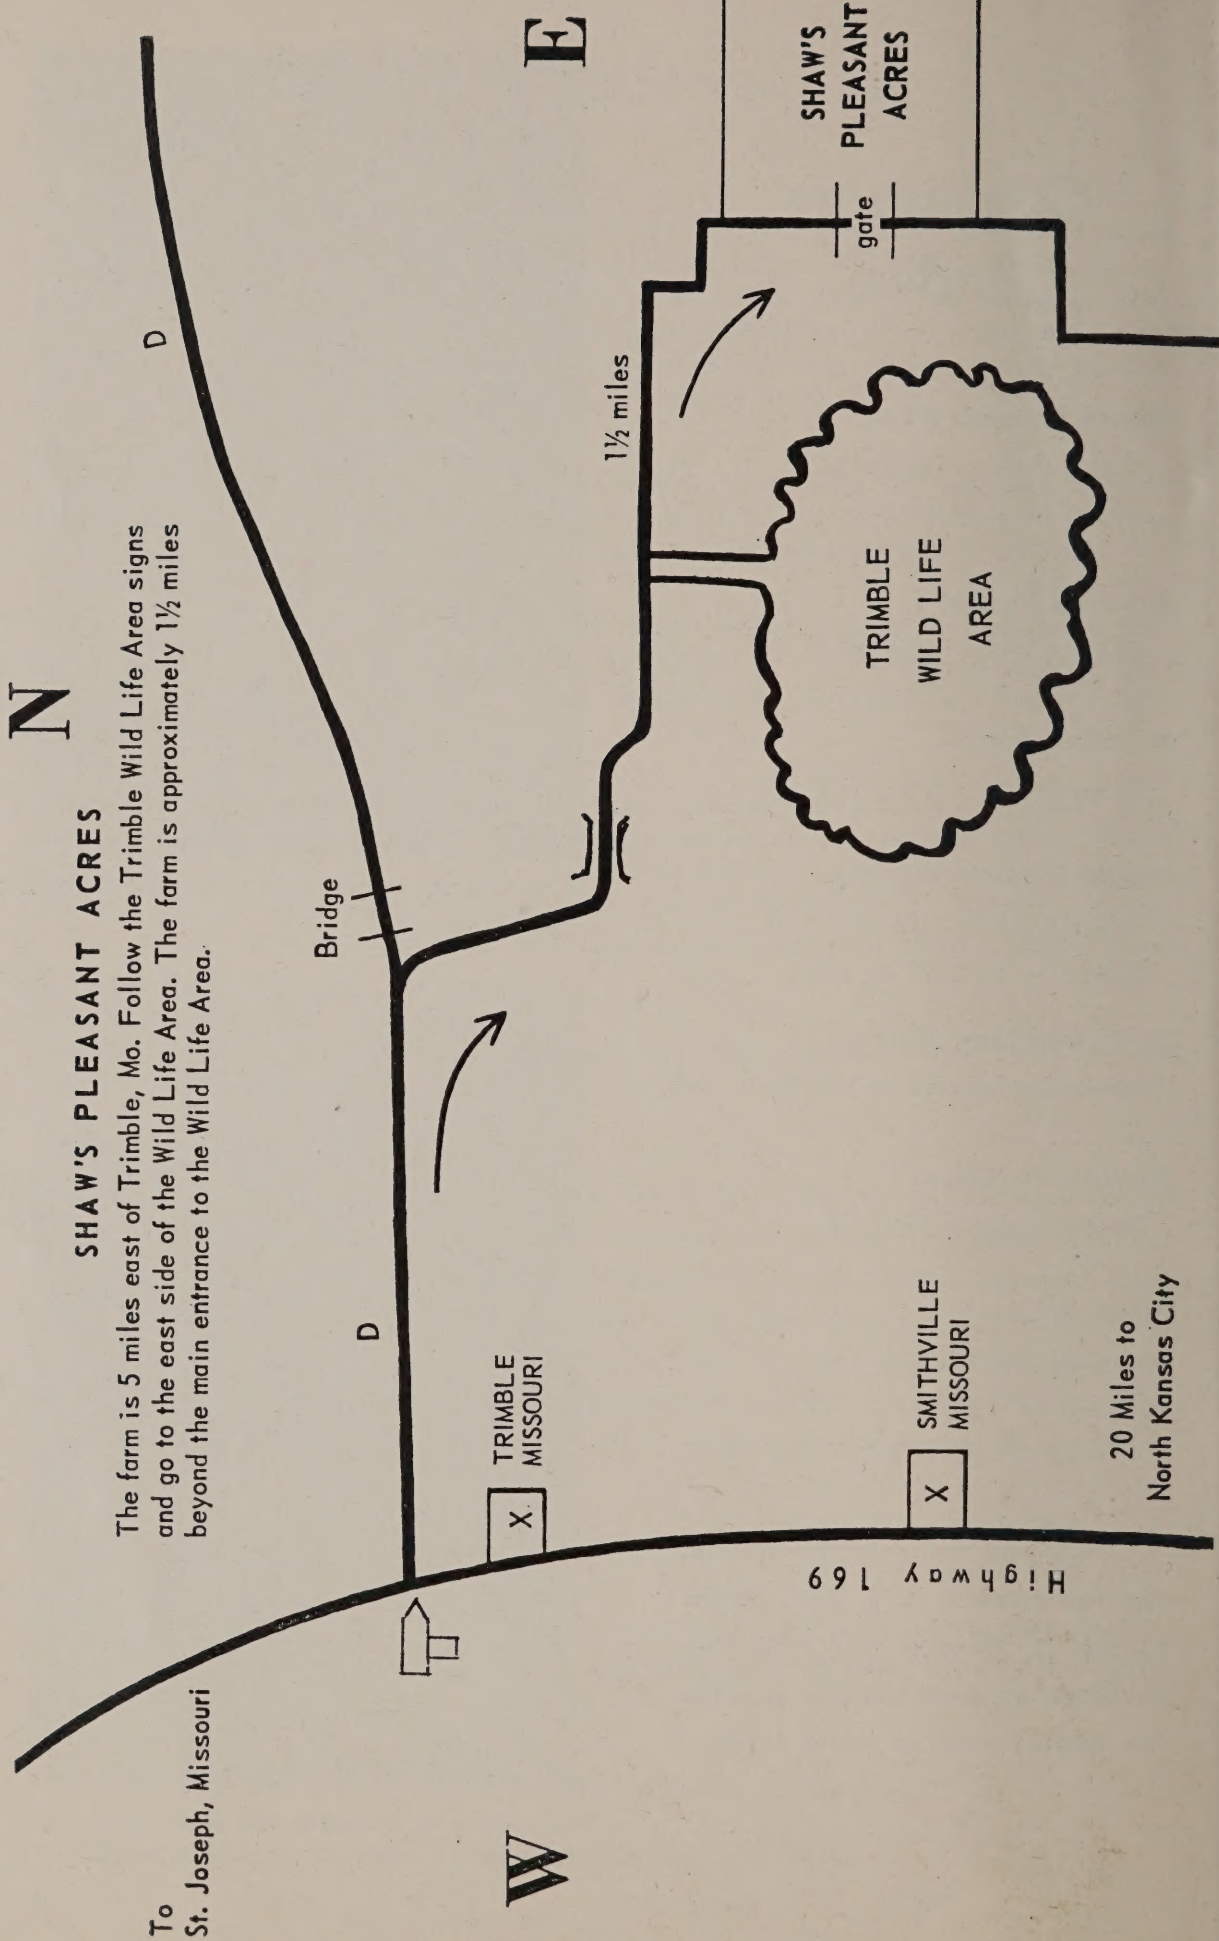 N
SHAW'S PLEASANT ACRES
The farm is 5 miles east of Trimble, Mo. Follow the Trimble Wild Life Area signs
and go to the east side of the Wild Life Area. The farm is approximately 1½ miles
beyond the main entrance to the Wild Life Area.
To
St. Joseph, Missouri
D
Bridge
D
W
E
TRIMBLE
MISSOURI
X
1½ miles
SHAW'S
PLEASANT
ACRES
gate
TRIMBLE
WILD LIFE
AREA
Highway 169
SMITHVILLE
MISSOURI
X
20 Miles to
North Kansas City